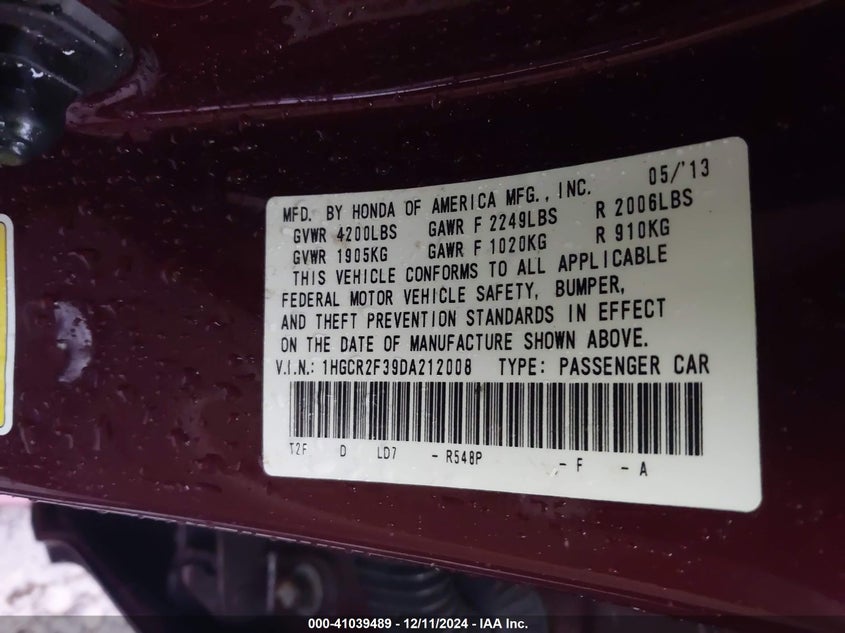 05/'13
MFD. BY HONDA OF AMERICA MFG., INC.
GVWR 4200LBS GAWR F 2249LBS R 2006LBS
GVWR 1905KG GAWR F 1020KG R 910KG
THIS VEHICLE CONFORMS TO ALL APPLICABLE
FEDERAL MOTOR VEHICLE SAFETY, BUMPER,
AND THEFT PREVENTION STANDARDS IN EFFECT
ON THE DATE OF MANUFACTURE SHOWN ABOVE.
V.I.N.: 1HGCR2F39DA212008 TYPE: PASSENGER CAR
T2F D LD7 - R548P - F - A
000-41039489 - 12/11/2024 - IAA Inc.